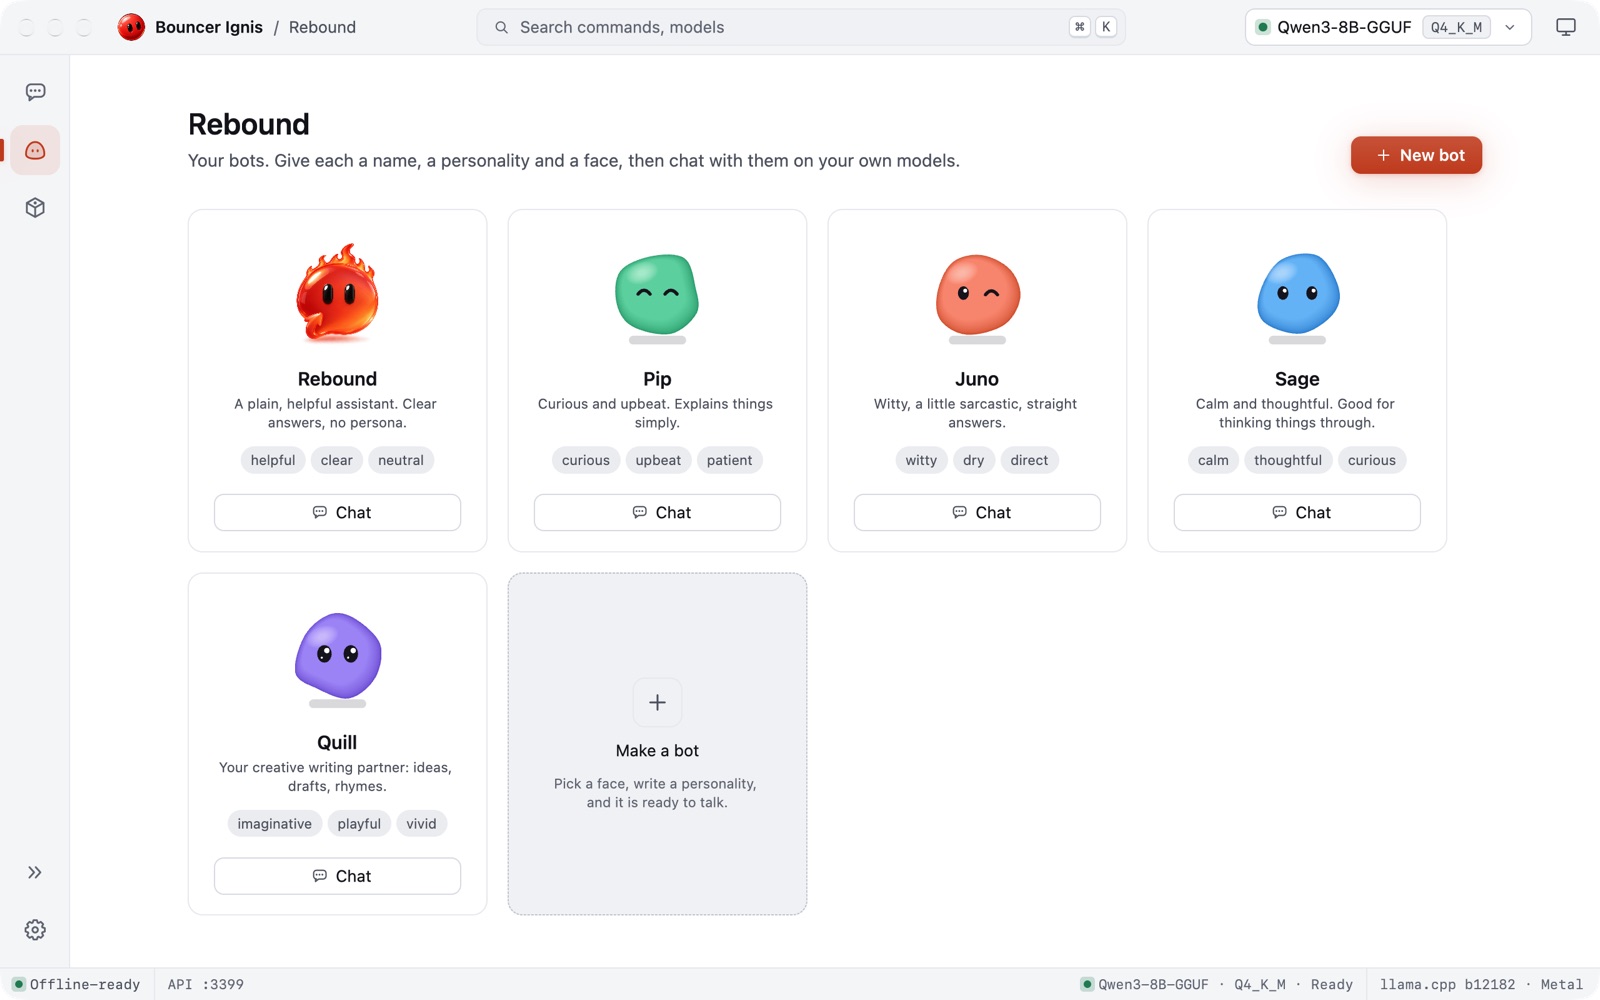 Bouncer Ignis / Rebound
Search commands, models
⌘ K
Qwen3-8B-GGUF Q4_K_M
Rebound
Your bots. Give each a name, a personality and a face, then chat with them on your own models.
+ New bot
Rebound
A plain, helpful assistant. Clear
answers, no persona.
helpful clear neutral
Chat
Pip
Curious and upbeat. Explains things
simply.
curious upbeat patient
Chat
Juno
Witty, a little sarcastic, straight
answers.
witty dry direct
Chat
Sage
Calm and thoughtful. Good for
thinking things through.
calm thoughtful curious
Chat
Quill
Your creative writing partner: ideas,
drafts, rhymes.
imaginative playful vivid
Chat
Make a bot
Pick a face, write a personality,
and it is ready to talk.
Offline-ready
API :3399
Qwen3-8B-GGUF · Q4_K_M · Ready
llama.cpp b12182 · Metal